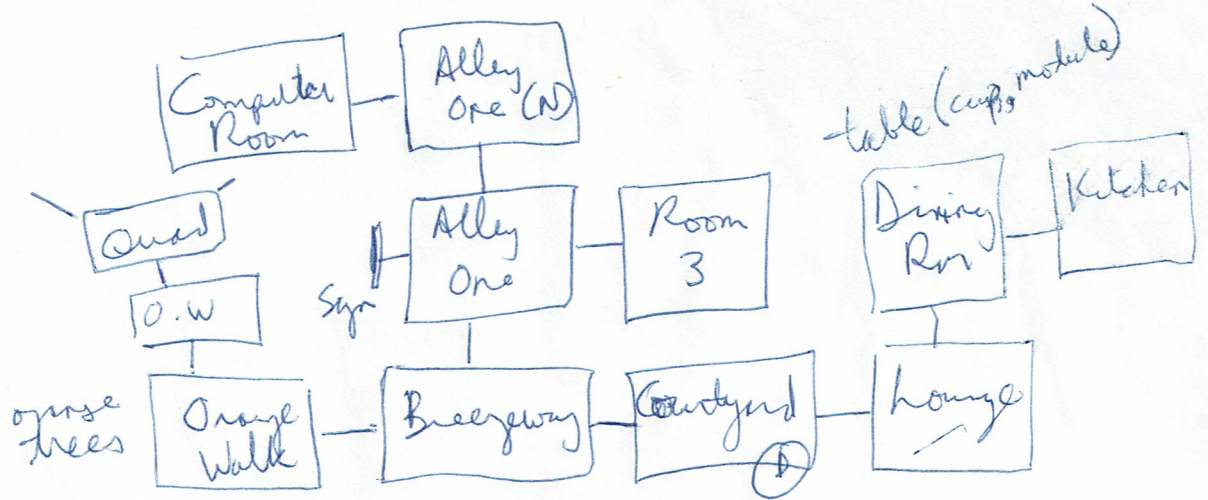 Computer
Room
Alley
One (N)
table (cups, module)
Quad
Alley
One
Room
3
Dining
Rm
Kitchen
O.W
Sign
orange
trees
Orange
Walk
Breezeway
Courtyard
D
Lounge